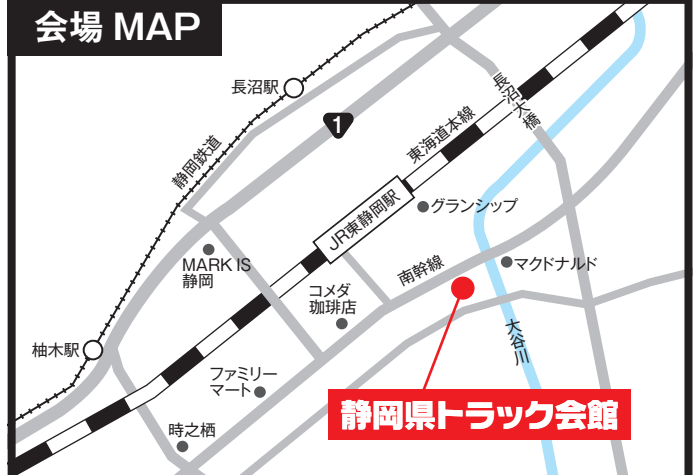 会場 MAP
長沼駅
1
静岡鉄道
東海道本線
長沼大橋
JR東静岡駅
グランシップ
MARK IS
静岡
南幹線
マクドナルド
コメダ
珈琲店
大谷川
柚木駅
ファミリー
マート
静岡県トラック会館
時之栖